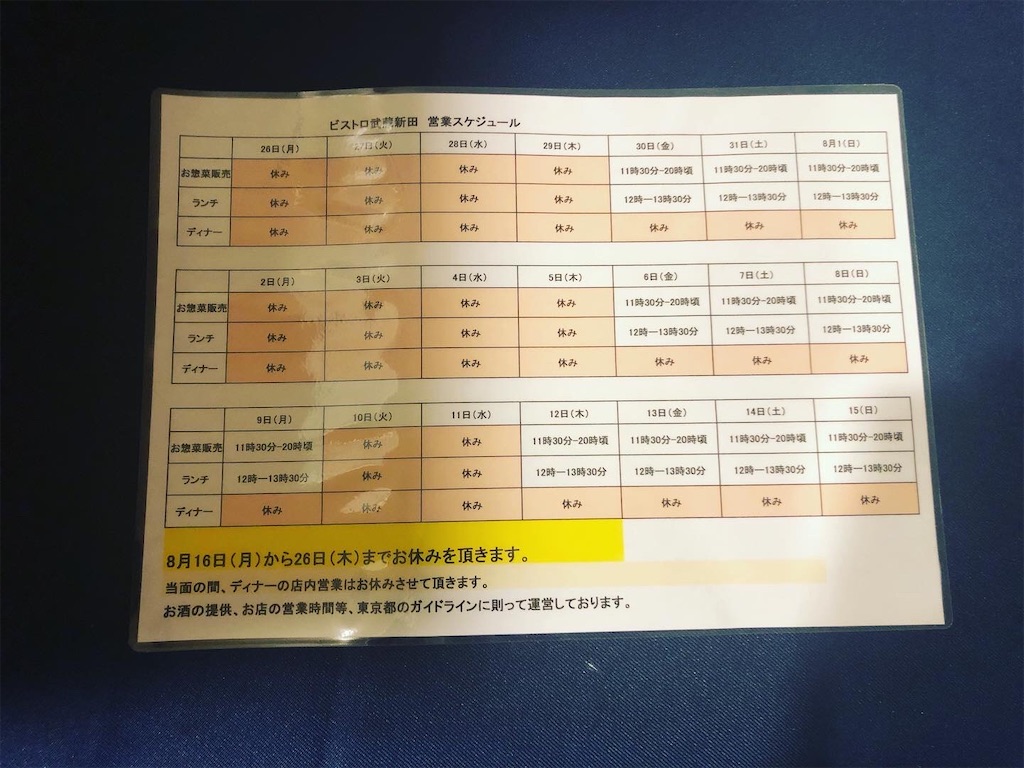 ビストロ武蔵新田 営業スケジュール
26日(月) 27日(火) 28日(水) 29日(木) 30日(金) 31日(土) 8月1(日)
お惣菜販売 休み 休み 休み 休み 11時30分-20時頃 11時30分-20時頃 11時30分-20時頃
ランチ 休み 休み 休み 休み 12時ー13時30分 12時ー13時30分 12時ー13時30分
ディナー 休み 休み 休み 休み 休み 休み 休み
2日(月) 3日(火) 4日(水) 5日(木) 6日(金) 7日(土) 8日(日)
お惣菜販売 休み 休み 休み 休み 11時30分-20時頃 11時30分-20時頃 11時30分-20時頃
ランチ 休み 休み 休み 休み 12時ー13時30分 12時ー13時30分 12時ー13時30分
ディナー 休み 休み 休み 休み 休み 休み 休み
9日(月) 10日(火) 11日(水) 12日(木) 13日(金) 14日(土) 15(日)
お惣菜販売 11時30分-20時頃 休み 休み 11時30分-20時頃 11時30分-20時頃 11時30分-20時頃 11時30分-20時頃
ランチ 12時ー13時30分 休み 休み 12時ー13時30分 12時ー13時30分 12時ー13時30分 12時ー13時30分
ディナー 休み 休み 休み 休み 休み 休み 休み
8月16日(月)から26日(木)までお休みを頂きます。
当面の間、ディナーの店内営業はお休みさせて頂きます。
お酒の提供、お店の営業時間等、東京都のガイドラインに則って運営しております。